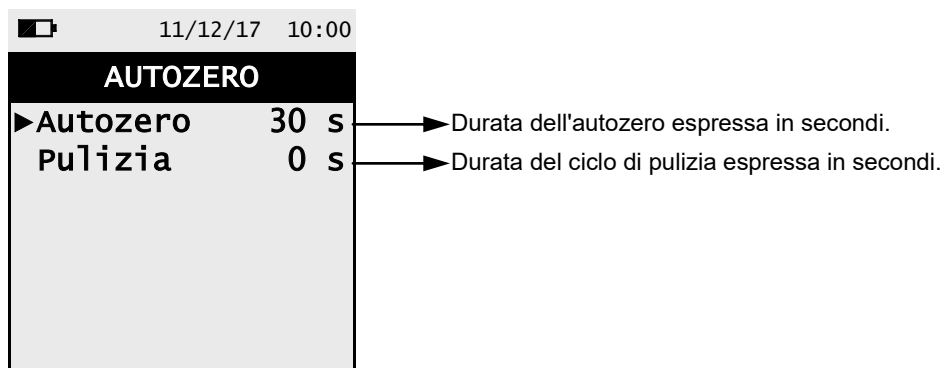 11/12/17 10:00
AUTOZERO
Autozero 30 s
Durata dell'autozero espressa in secondi.
Pulizia 0 s
Durata del ciclo di pulizia espressa in secondi.